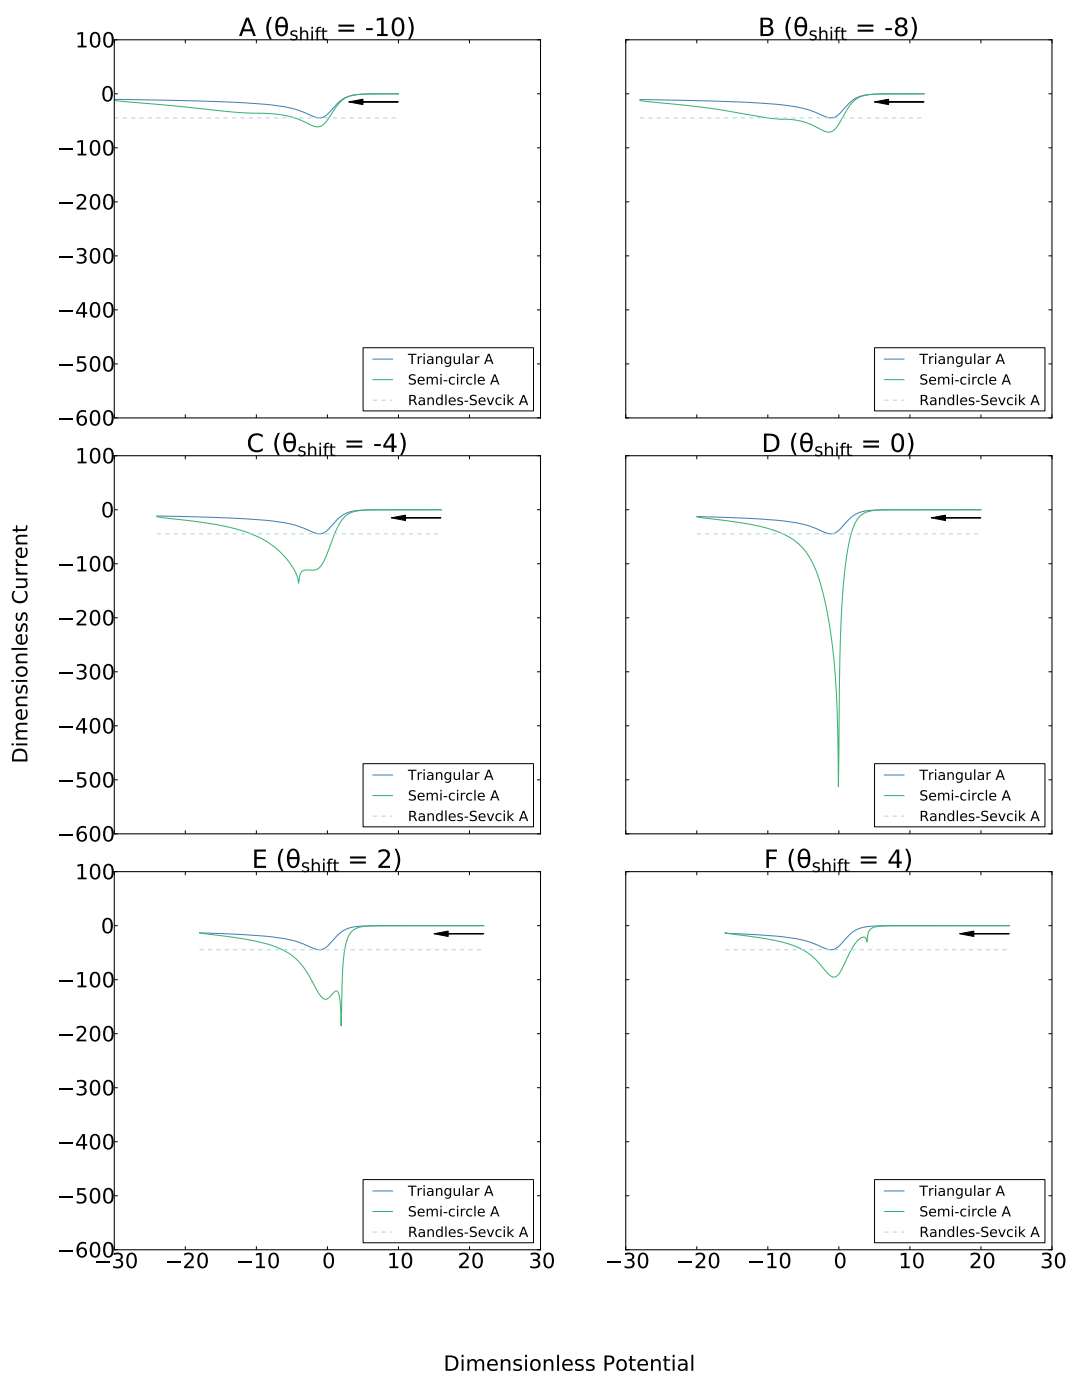 A (θshift = -10)
B (θshift = -8)
100
0
−100
−200
−300
−400
−500
−600
Triangular A
Semi-circle A
Randles-Sevcik A
Triangular A
Semi-circle A
Randles-Sevcik A
C (θshift = -4)
D (θshift = 0)
100
0
−100
−200
−300
−400
−500
−600
Dimensionless Current
Triangular A
Semi-circle A
Randles-Sevcik A
Triangular A
Semi-circle A
Randles-Sevcik A
E (θshift = 2)
F (θshift = 4)
100
0
−100
−200
−300
−400
−500
−600
Triangular A
Semi-circle A
Randles-Sevcik A
Triangular A
Semi-circle A
Randles-Sevcik A
−30 −20 −10 0 10 20 30
−30 −20 −10 0 10 20 30
Dimensionless Potential